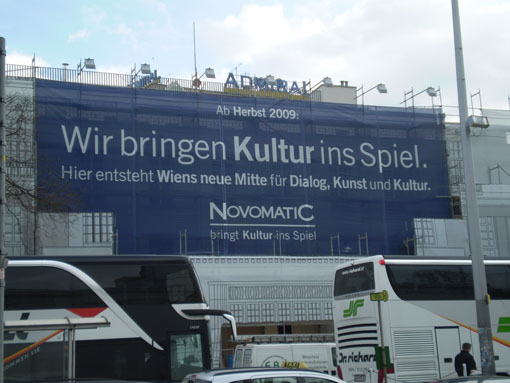 ADMIRAL
Ab Herbst 2009:
Wir bringen Kultur ins Spiel.
Hier entsteht Wiens neue Mitte für Dialog, Kunst und Kultur.
NOVOMATIC
bringt Kultur ins Spiel
JF
Dr. Richard